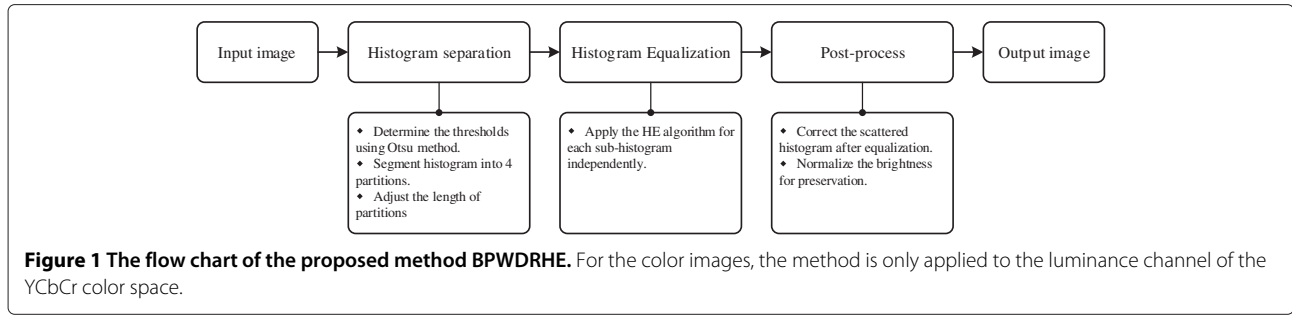 Input image
Histogram separation
Histogram Equalization
Post-process
Output image
◆ Determine the thresholds
using Otsu method.
◆ Segment histogram into 4
partitions.
◆ Adjust the length of
partitions
◆ Apply the HE algorithm for
each sub-histogram
independently.
◆ Correct the scattered
histogram after equalization.
◆ Normalize the brightness
for preservation.
Figure 1 The flow chart of the proposed method BPWDRHE. For the color images, the method is only applied to the luminance channel of the
YCbCr color space.